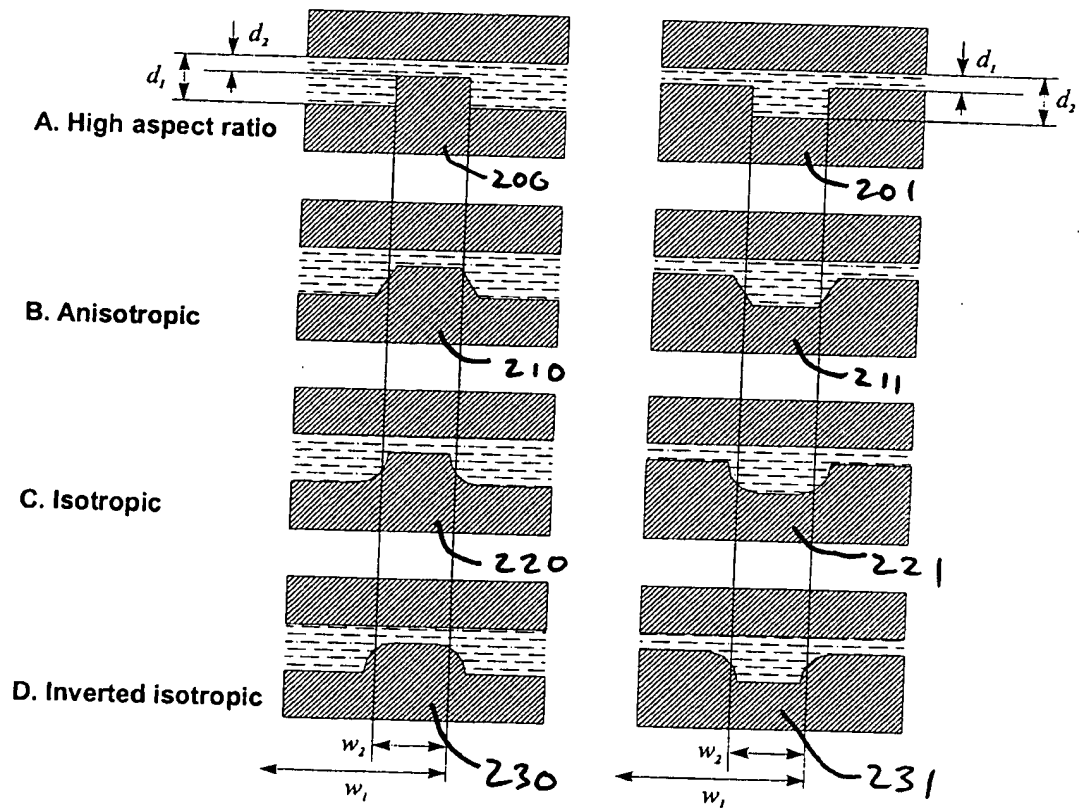 d₂
d₁
A. High aspect ratio
206
d₁
d₂
201
B. Anisotropic
210
211
C. Isotropic
220
221
D. Inverted isotropic
230
231
w₂
w₁
w₂
w₁